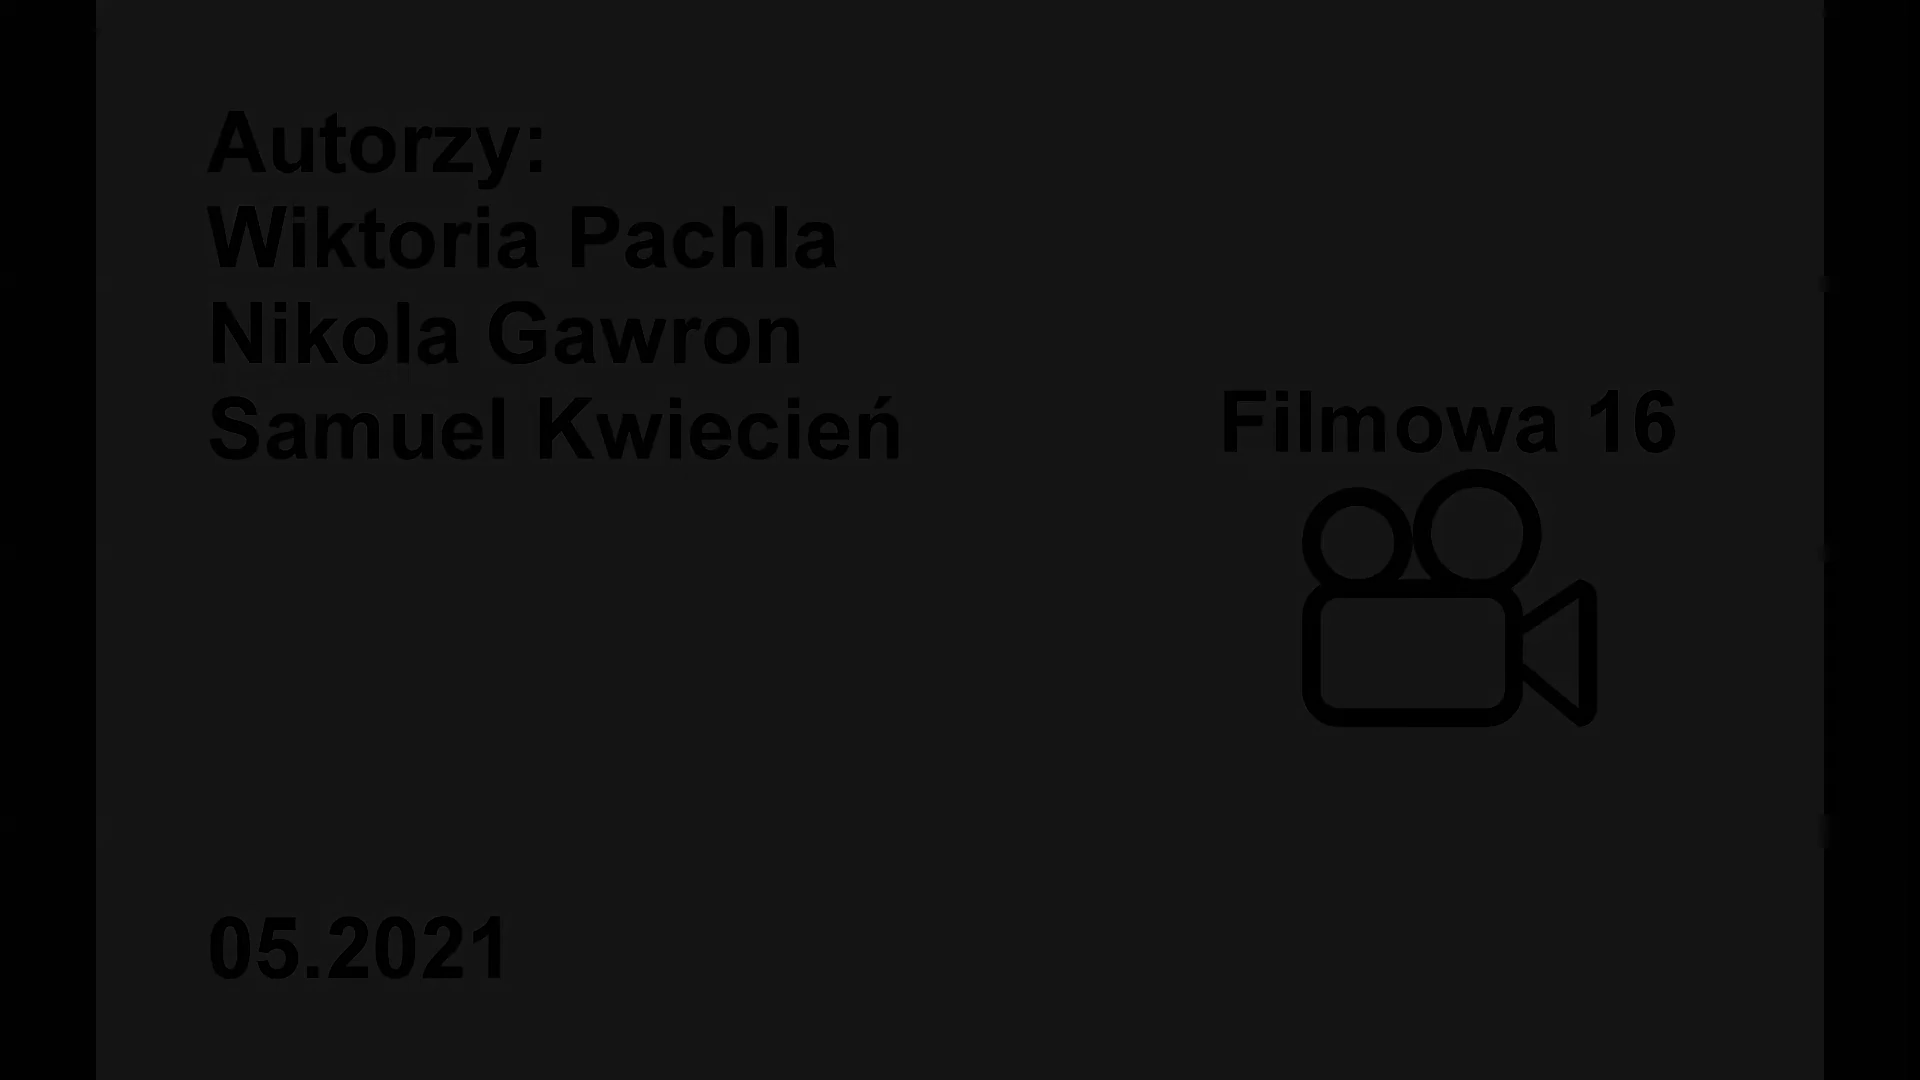 Autorzy:
Wiktoria Pachla
Nikola Gawron
Samuel Kwiecień
Filmowa 16
05.2021